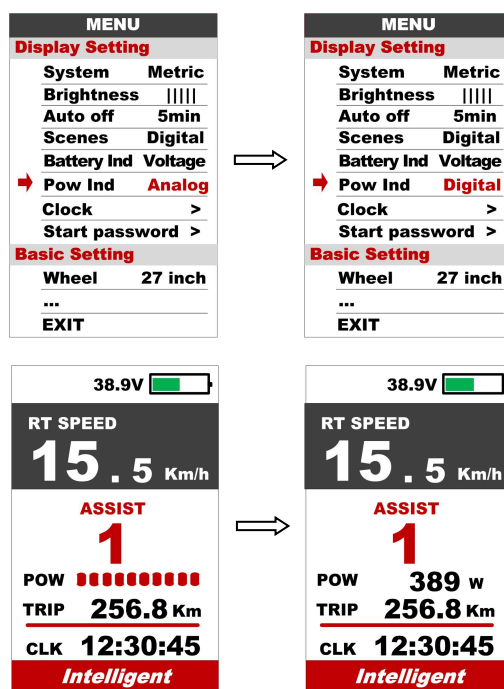 MENU
Display Setting
System Metric
Brightness |||||
Auto off 5min
Scenes Digital
Battery Ind Voltage
Pow Ind Analog
Clock >
Start password >
Basic Setting
Wheel 27 inch
...
EXIT
MENU
Display Setting
System Metric
Brightness |||||
Auto off 5min
Scenes Digital
Battery Ind Voltage
Pow Ind Digital
Clock >
Start password >
Basic Setting
Wheel 27 inch
...
EXIT
38.9V
RT SPEED
15.5 Km/h
ASSIST
1
POW
TRIP 256.8 Km
CLK 12:30:45
Intelligent
38.9V
RT SPEED
15.5 Km/h
ASSIST
1
POW 389 W
TRIP 256.8 Km
CLK 12:30:45
Intelligent